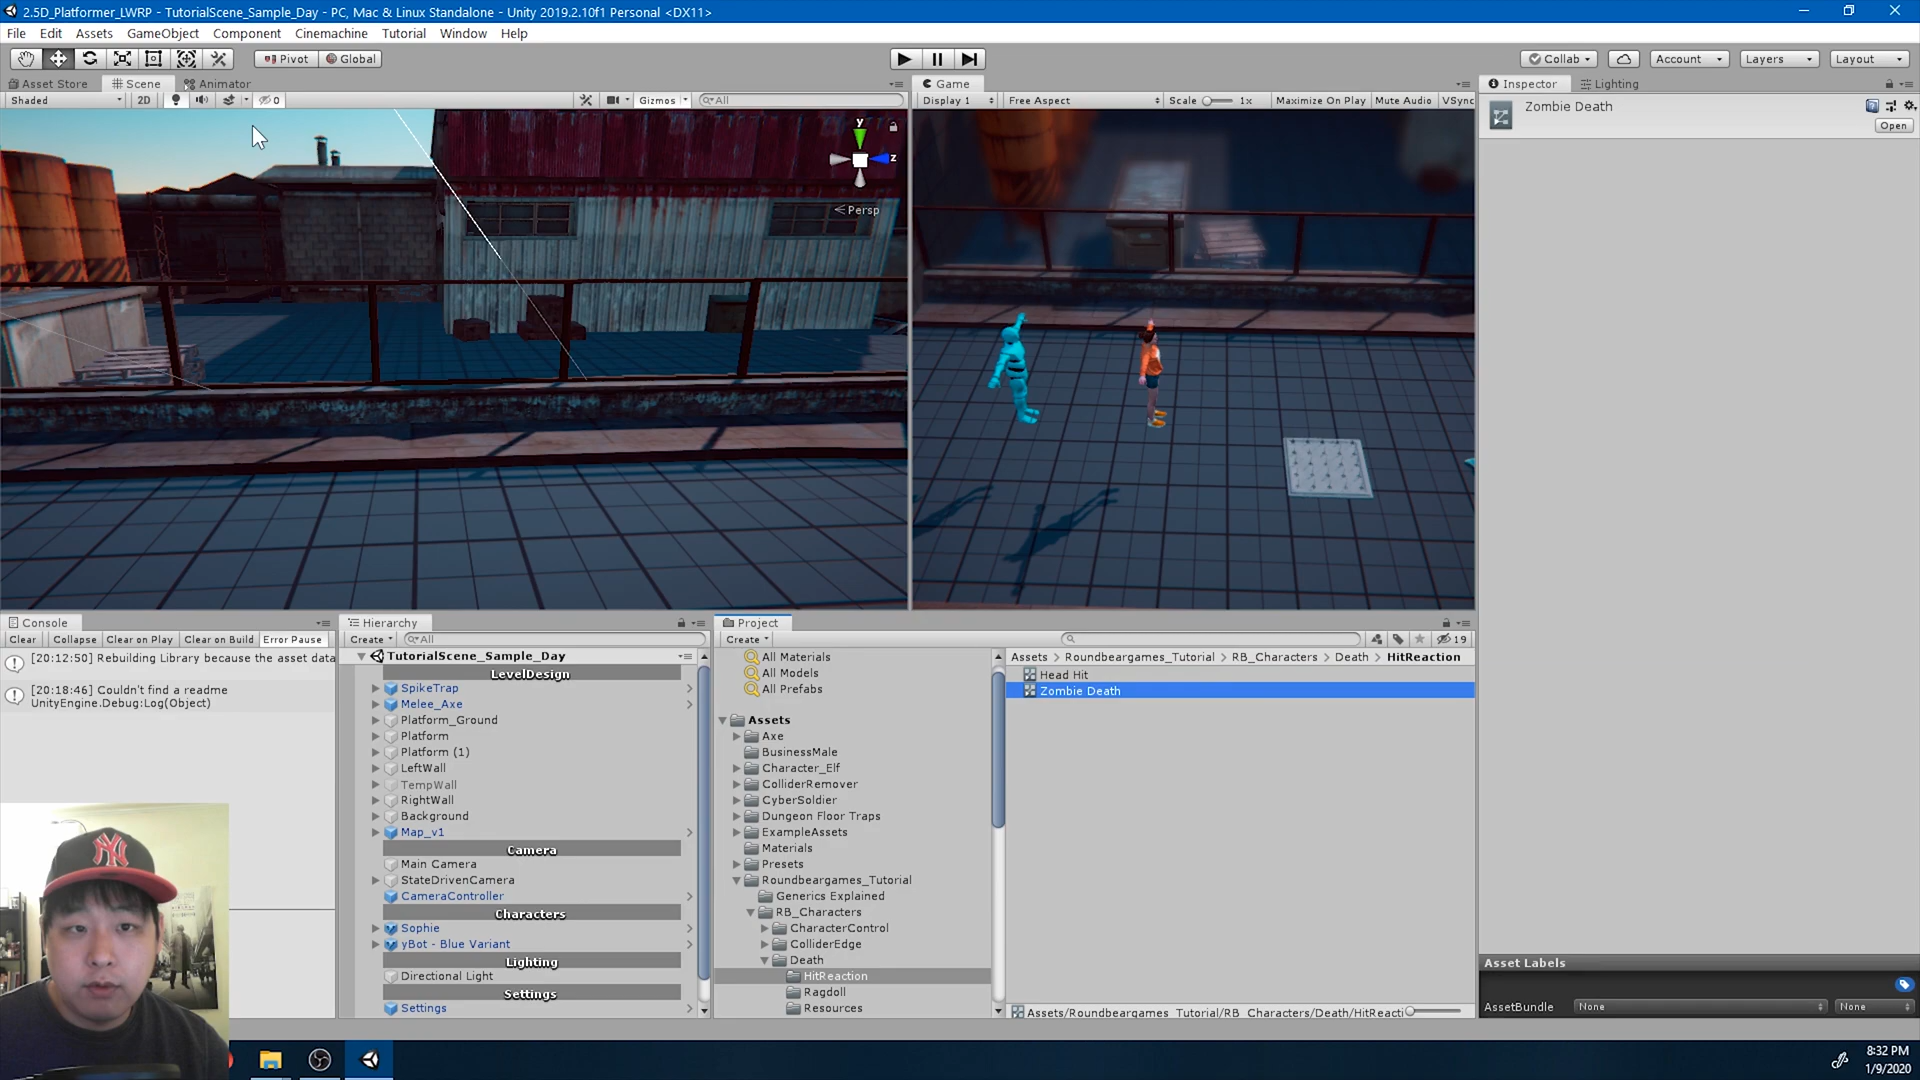 2.5D_Platformer_LWRP - TutorialScene_Sample_Day - PC, Mac & Linux Standalone - Unity 2019.2.10f1 Personal <DX11>
File Edit Assets GameObject Component Cinemachine Tutorial Window Help
Pivot Global Collab Account Layers Layout
Asset Store Scene Animator Game Inspector Lighting
Shaded 2D 0 Gizmos All Display 1 Free Aspect Scale 1x Maximize On Play Mute Audio VSync
Zombie Death
Open
y
z
Persp
Console
Clear Collapse Clear on Play Clear on Build Error Pause
[20:12:50] Rebuilding Library because the asset data
[20:18:46] Couldn't find a readme
UnityEngine.Debug:Log(Object)
Hierarchy
Create All
TutorialScene_Sample_Day
LevelDesign
SpikeTrap
Melee_Axe
Platform_Ground
Platform
Platform (1)
LeftWall
TempWall
RightWall
Background
Map_v1
Camera
Main Camera
StateDrivenCamera
CameraController
Characters
Sophie
yBot - Blue Variant
Lighting
Directional Light
Settings
Settings
Project
Create 19
All Materials
All Models
All Prefabs
Assets
Axe
BusinessMale
Character_Elf
ColliderRemover
CyberSoldier
Dungeon Floor Traps
ExampleAssets
Materials
Presets
Roundbeargames_Tutorial
Generics Explained
RB_Characters
CharacterControl
ColliderEdge
Death
HitReaction
Ragdoll
Resources
Assets > Roundbeargames_Tutorial > RB_Characters > Death > HitReaction
Head Hit
Zombie Death
Assets/Roundbeargames_Tutorial/RB_Characters/Death/HitReacti
Asset Labels
AssetBundle None None
NY
8:32 PM
1/9/2020